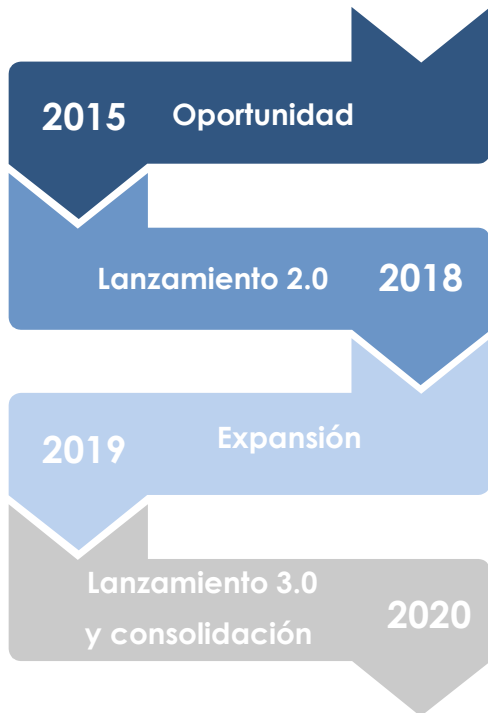 2015 Oportunidad
Lanzamiento 2.0 2018
2019 Expansión
Lanzamiento 3.0
y consolidación
2020